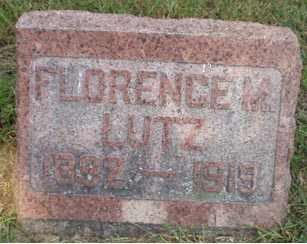 FLORENCE M.
LUTZ
1892 — 1919